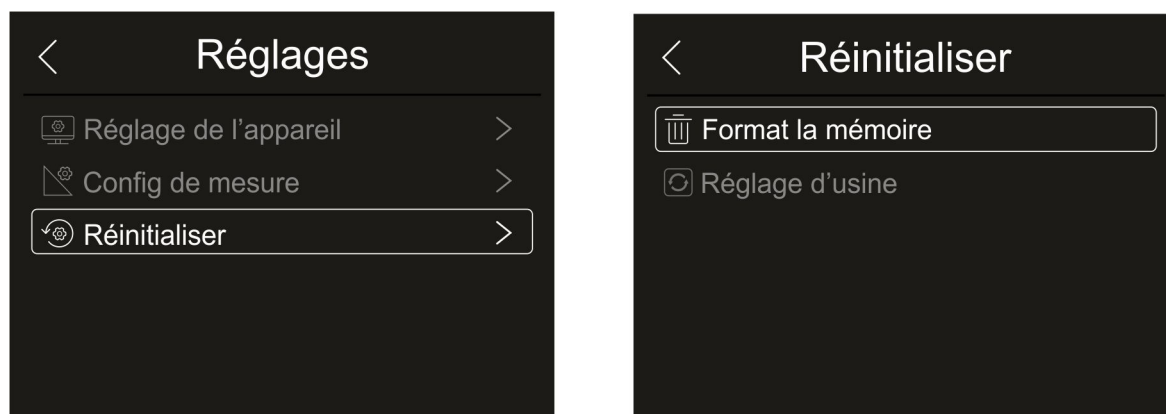 Réglages
Réglage de l’appareil
Config de mesure
Réinitialiser
Réinitialiser
Format la mémoire
Réglage d’usine